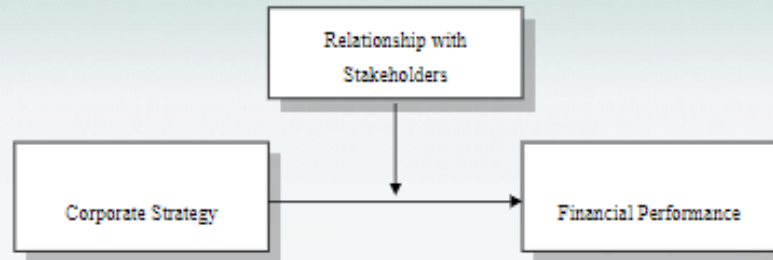 Relationship with
Stakeholders
Corporate Strategy
Financial Performance